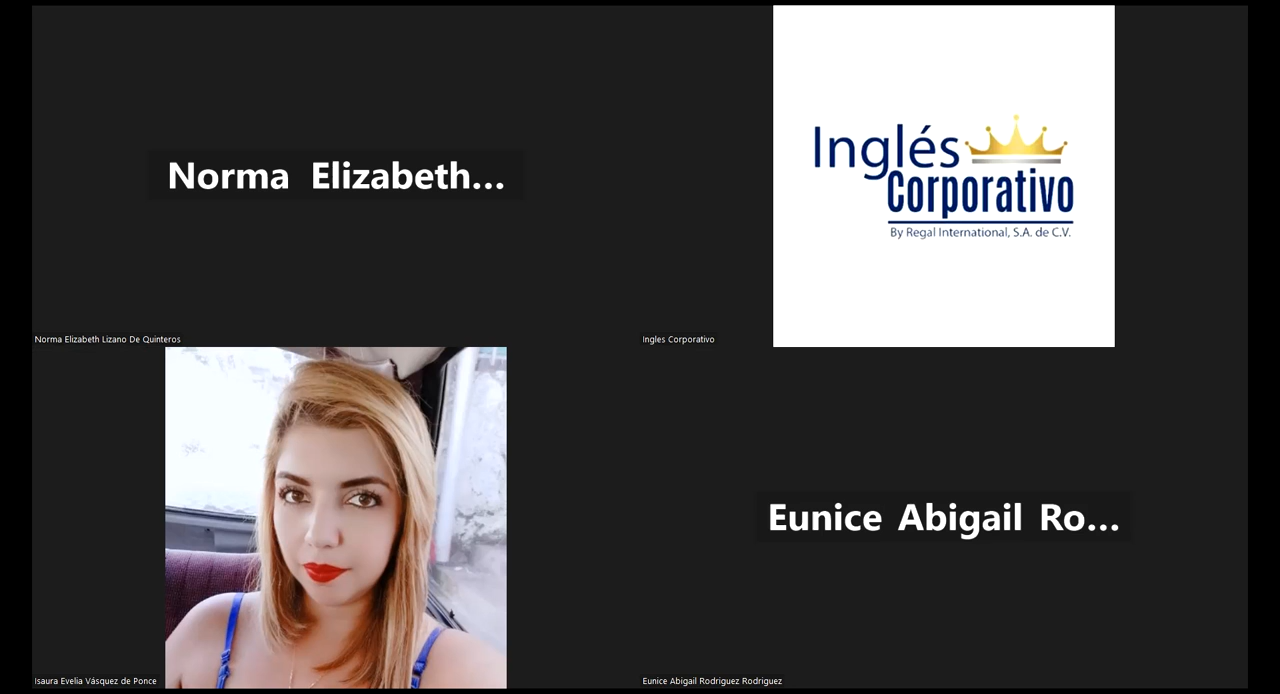 Norma Elizabeth...
Norma Elizabeth Lizano De Quinteros
Inglés
Corporativo
By Regal International, S.A. de C.V.
Ingles Corporativo
Isaura Evelia Vásquez de Ponce
Eunice Abigail Ro...
Eunice Abigail Rodriguez Rodriguez